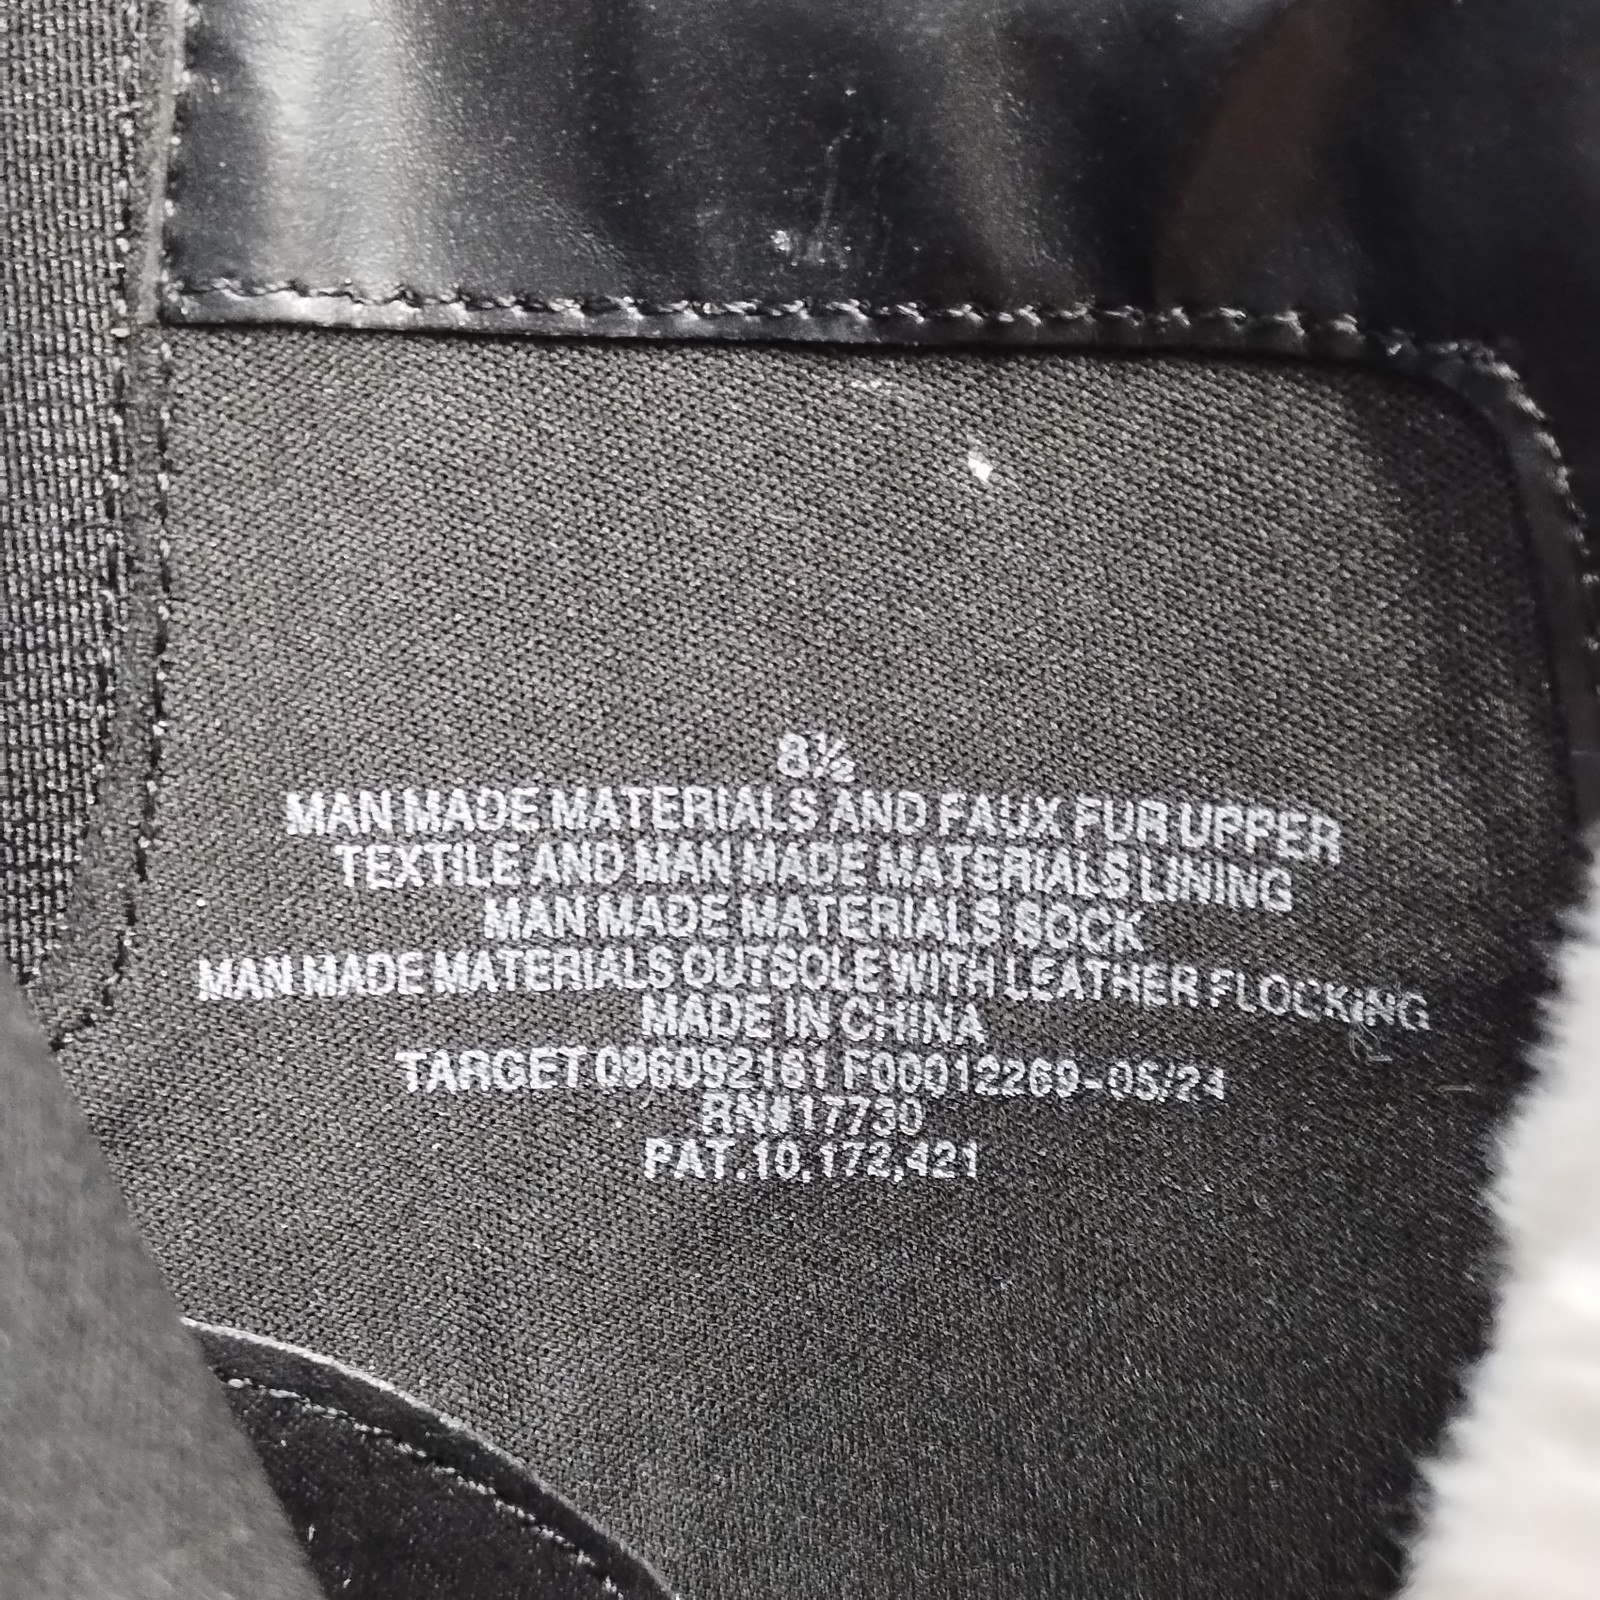 8½
MAN MADE MATERIALS AND FAUX FUR UPPER
TEXTILE AND MAN MADE MATERIALS LINING
MAN MADE MATERIALS SOCK
MAN MADE MATERIALS OUTSOLE WITH LEATHER FLOCKING
MADE IN CHINA
TARGET 096092161 F00012269-05/24
RN#17730
PAT.10,172,421